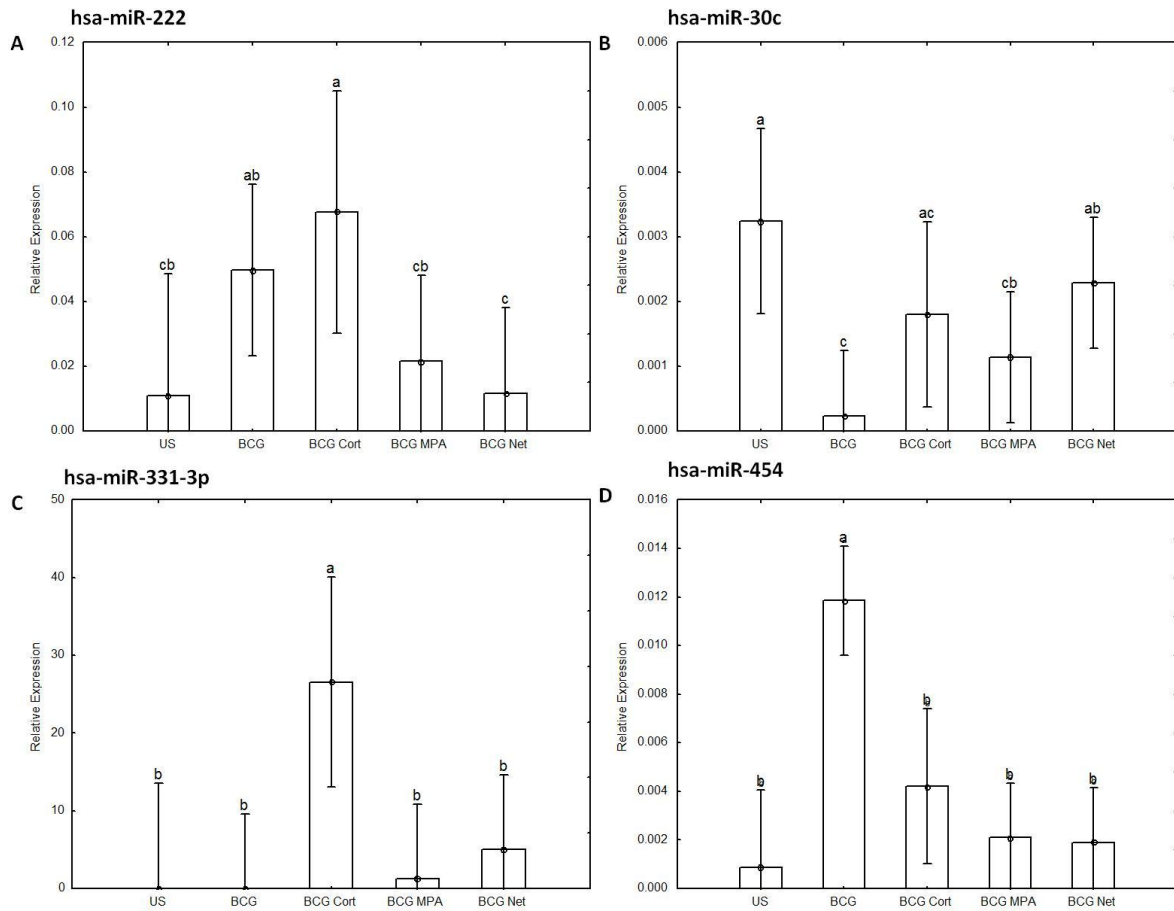 hsa-miR-222
A
0.12
0.10
0.08
0.06
0.04
0.02
0.00
Relative Expression
cb
ab
a
cb
c
US BCG BCG Cort BCG MPA BCG Net
hsa-miR-30c
B
0.006
0.005
0.004
0.003
0.002
0.001
0.000
Relative Expression
a
c
ac
cb
ab
US BCG BCG Cort BCG MPA BCG Net
hsa-miR-331-3p
C
50
40
30
20
10
0
Relative Expression
b
b
a
b
b
US BCG BCG Cort BCG MPA BCG Net
hsa-miR-454
D
0.016
0.014
0.012
0.010
0.008
0.006
0.004
0.002
0.000
Relative Expression
b
a
b
b
b
US BCG BCG Cort BCG MPA BCG Net